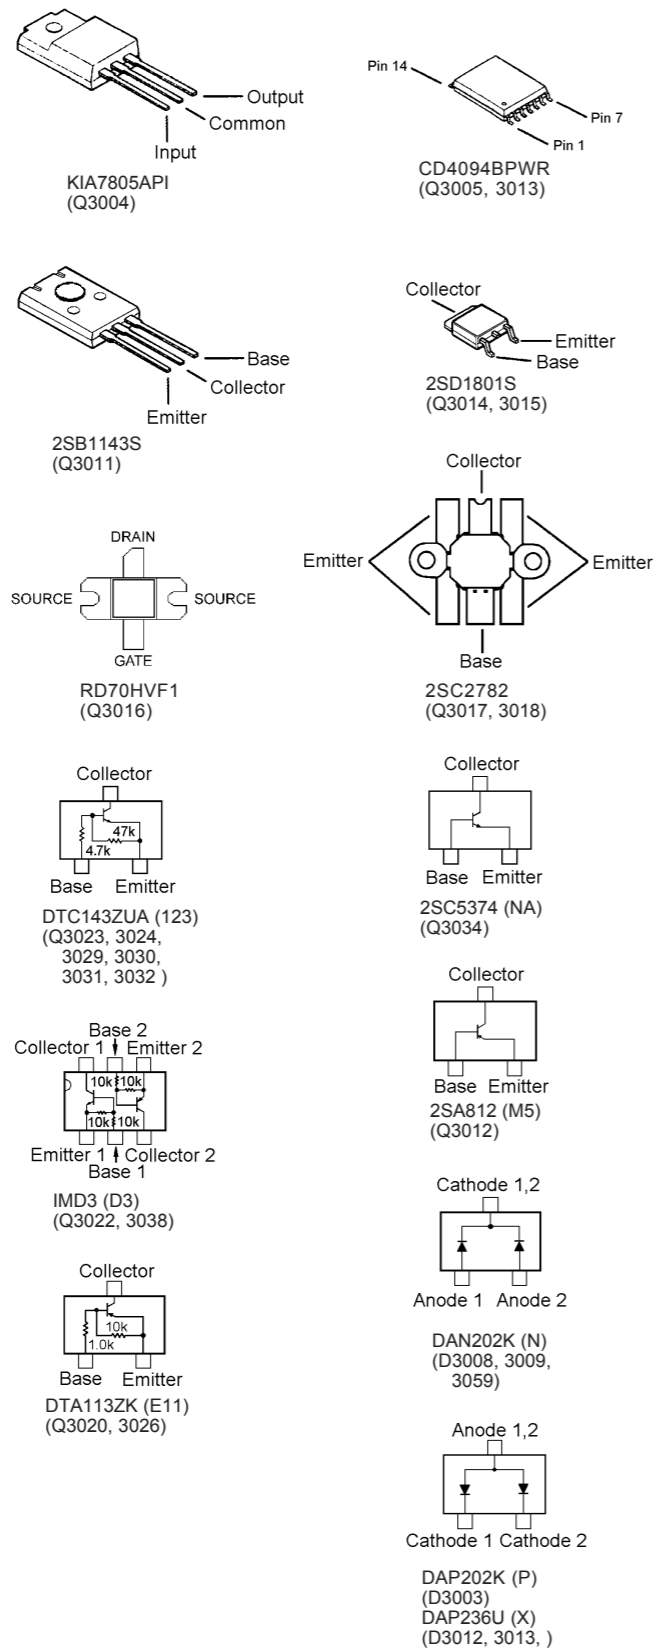 Output
Common
Input
KIA7805API
(Q3004)
Pin 14
Pin 7
Pin 1
CD4094BPWR
(Q3005, 3013)
Base
Collector
Emitter
2SB1143S
(Q3011)
Collector
Emitter
Base
2SD1801S
(Q3014, 3015)
DRAIN
SOURCE SOURCE
GATE
RD70HVF1
(Q3016)
Collector
Emitter Emitter
Base
2SC2782
(Q3017, 3018)
Collector
47k
4.7k
Base Emitter
DTC143ZUA (123)
(Q3023, 3024,
3029, 3030,
3031, 3032 )
Collector
Base Emitter
2SC5374 (NA)
(Q3034)
Base 2
Collector 1 Emitter 2
10k 10k
10k 10k
Emitter 1 Collector 2
Base 1
IMD3 (D3)
(Q3022, 3038)
Collector
Base Emitter
2SA812 (M5)
(Q3012)
Collector
10k
1.0k
Base Emitter
DTA113ZK (E11)
(Q3020, 3026)
Cathode 1,2
Anode 1 Anode 2
DAN202K (N)
(D3008, 3009,
3059)
Anode 1,2
Cathode 1 Cathode 2
DAP202K (P)
(D3003)
DAP236U (X)
(D3012, 3013, )